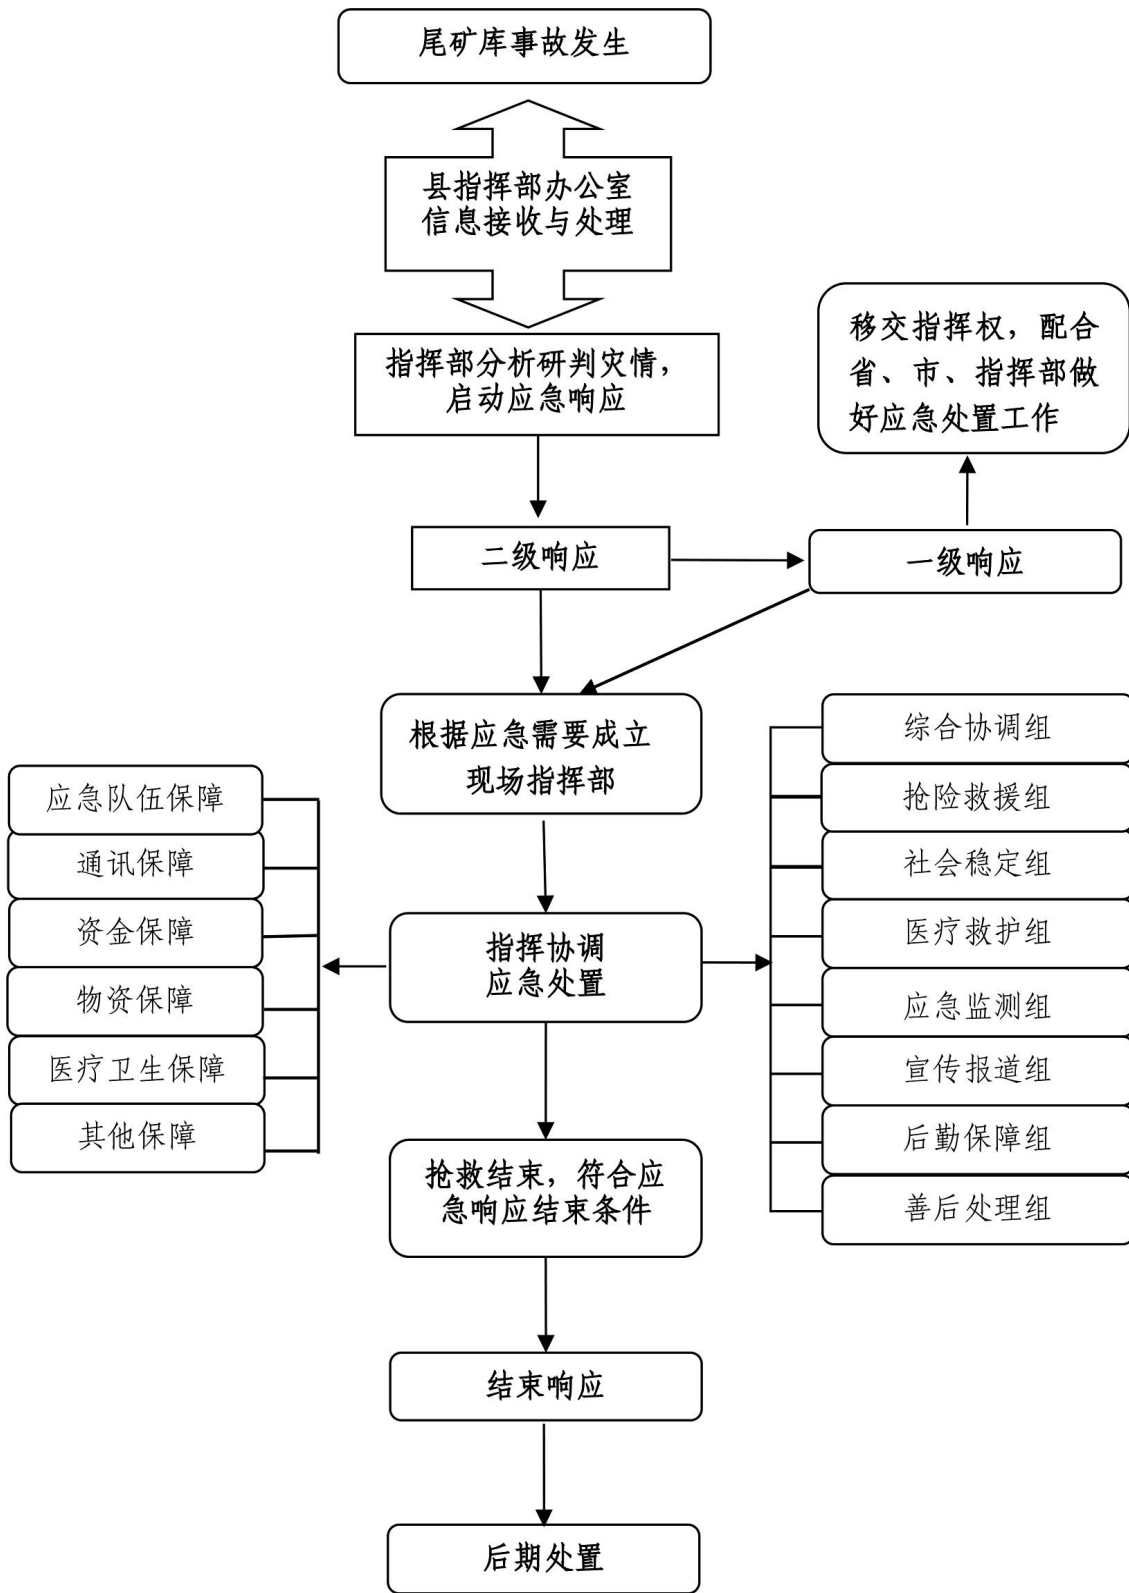 尾矿库事故发生
县指挥部办公室
信息接收与处理
指挥部分析研判灾情，
启动应急响应
移交指挥权，配合
省、市、指挥部做
好应急处置工作
二级响应
一级响应
根据应急需要成立
现场指挥部
应急队伍保障
通讯保障
资金保障
物资保障
医疗卫生保障
其他保障
指挥协调
应急处置
综合协调组
抢险救援组
社会稳定组
医疗救护组
应急监测组
宣传报道组
后勤保障组
善后处理组
抢救结束，符合应
急响应结束条件
结束响应
后期处置